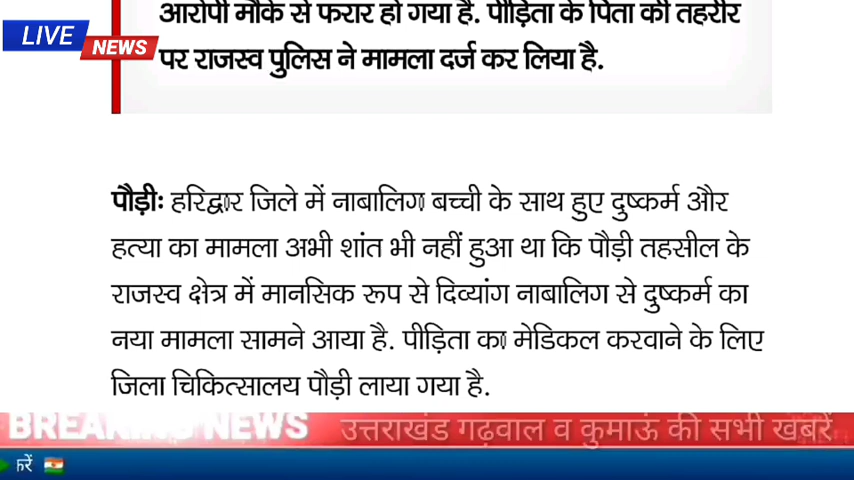 आरोपी मौके से फरार हो गया है. पीड़िता के पिता की तहरीर
LIVE
NEWS
पर राजस्व पुलिस ने मामला दर्ज कर लिया है.
पौड़ीः हरिद्वार जिले में नाबालिग बच्ची के साथ हुए दुष्कर्म और
हत्या का मामला अभी शांत भी नहीं हुआ था कि पौड़ी तहसील के
राजस्व क्षेत्र में मानसिक रूप से दिव्यांग नाबालिग से दुष्कर्म का
नया मामला सामने आया है. पीड़िता का मेडिकल करवाने के लिए
जिला चिकित्सालय पौड़ी लाया गया है.
BREAKING NEWS उत्तराखंड गढ़वाल व कुमाऊं की सभी खबरें